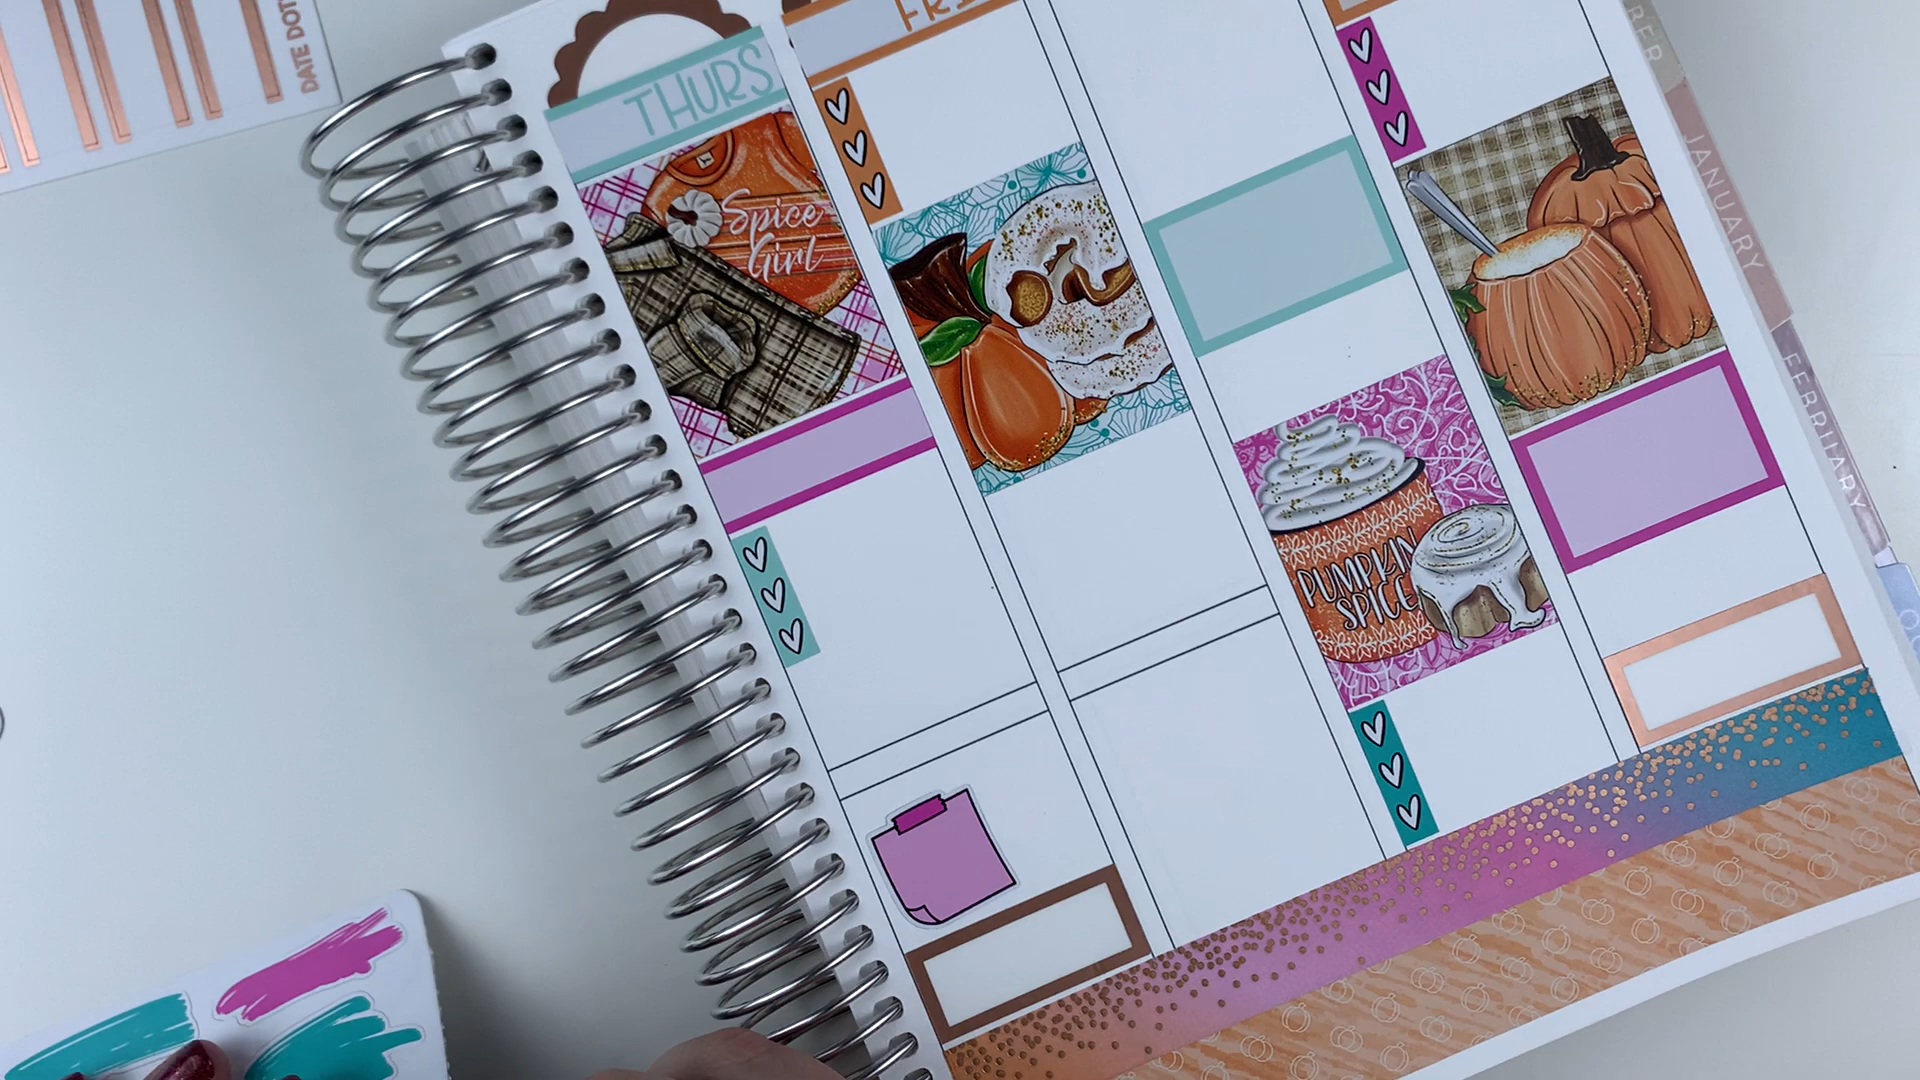 DATE DOT
THURS
FRI
Spice
Girl
PUMPKIN
SPICE
JANUARY
FEBRUARY